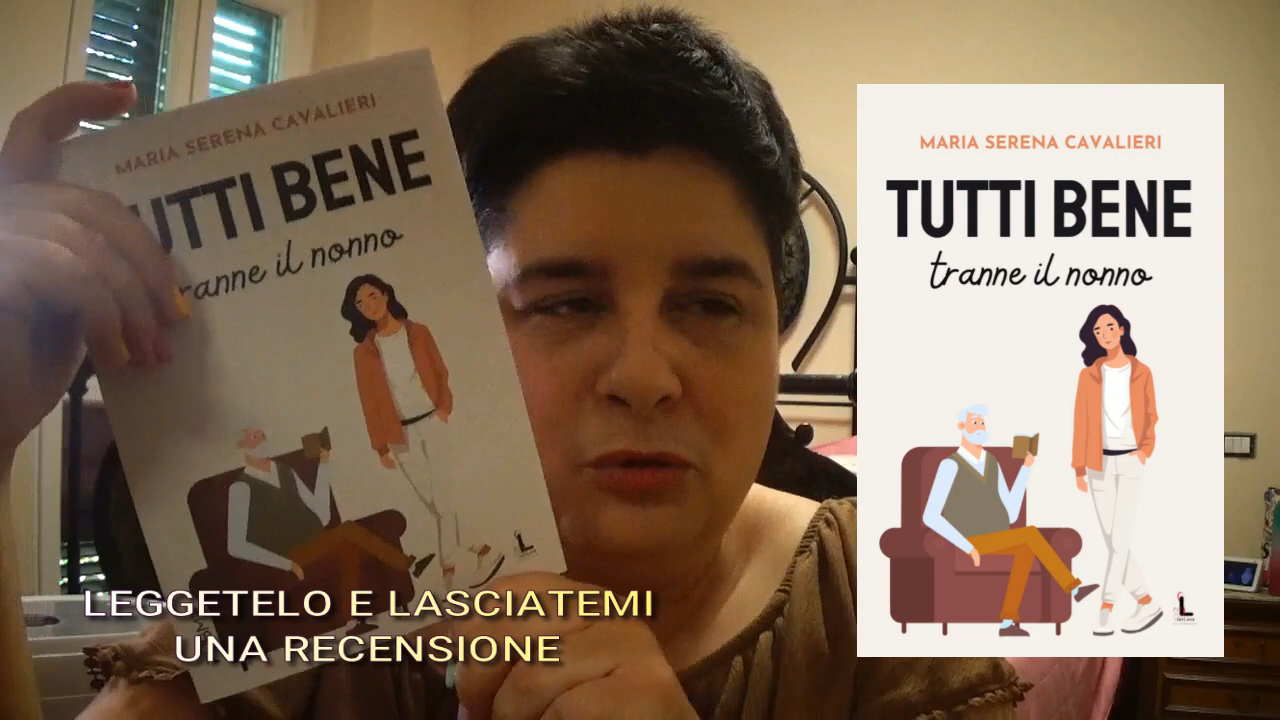 MARIA SERENA CAVALIERI
TUTTI BENE
tranne il nonno
MARIA SERENA CAVALIERI
TUTTI BENE
tranne il nonno
L
L
LEGGETELO E LASCIATEMI
UNA RECENSIONE